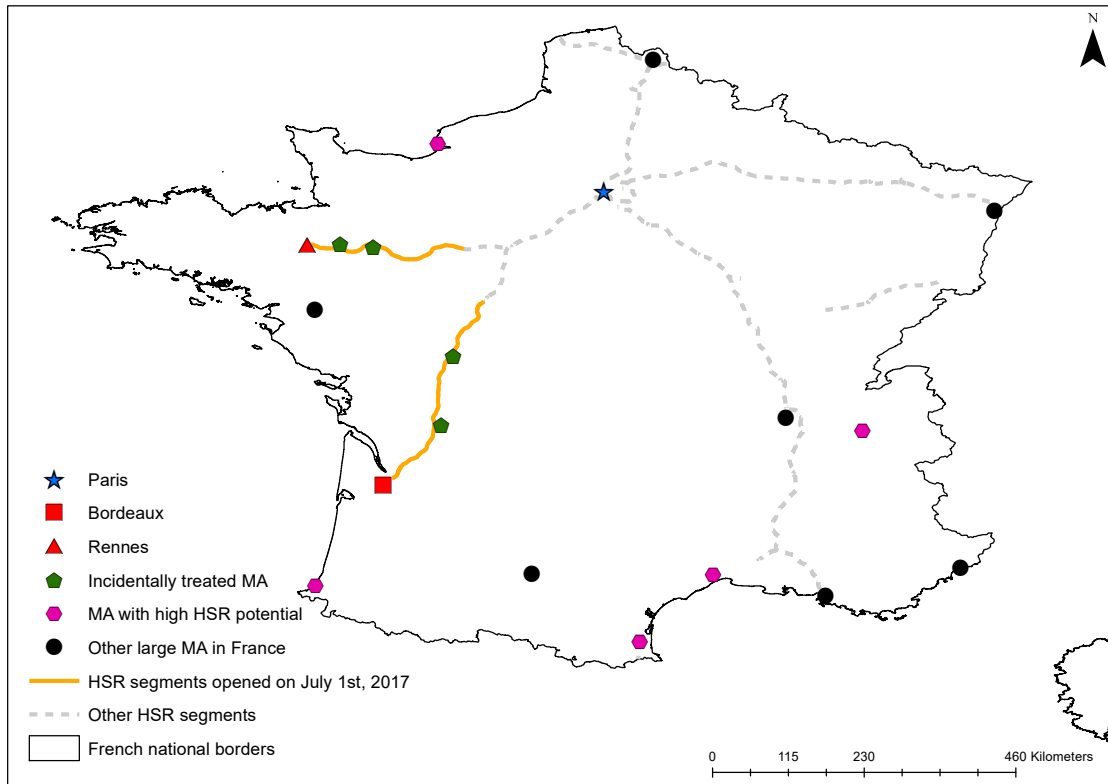 N
Paris
Bordeaux
Rennes
Incidentally treated MA
MA with high HSR potential
Other large MA in France
HSR segments opened on July 1st, 2017
Other HSR segments
French national borders
0 115 230 460 Kilometers